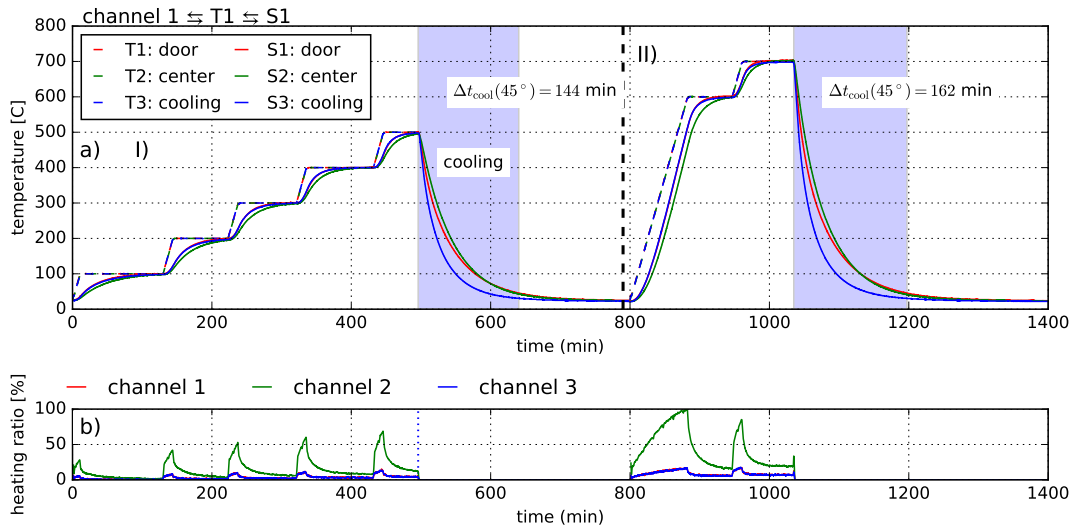 channel 1 ⇆ T1 ⇆ S1
800
700
600
500
400
300
200
100
0
temperature [C]
T1: door S1: door
T2: center S2: center
T3: cooling S3: cooling
a) I)
II)
Δt_cool(45°) = 144 min
cooling
Δt_cool(45°) = 162 min
0 200 400 600 800 1000 1200 1400
time (min)
channel 1 channel 2 channel 3
heating ratio [%]
100
50
0
b)
0 200 400 600 800 1000 1200 1400
time (min)